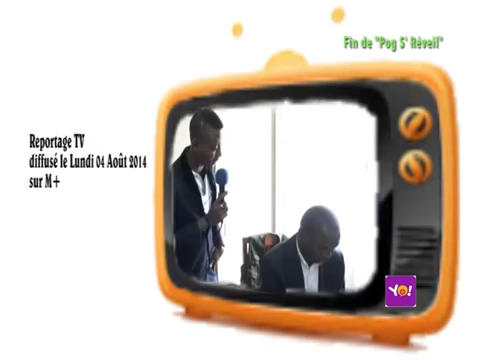 Fin de "Pog S' Réveil"
Reportage TV
diffusé le Lundi 04 Août 2014
sur M+
YO!